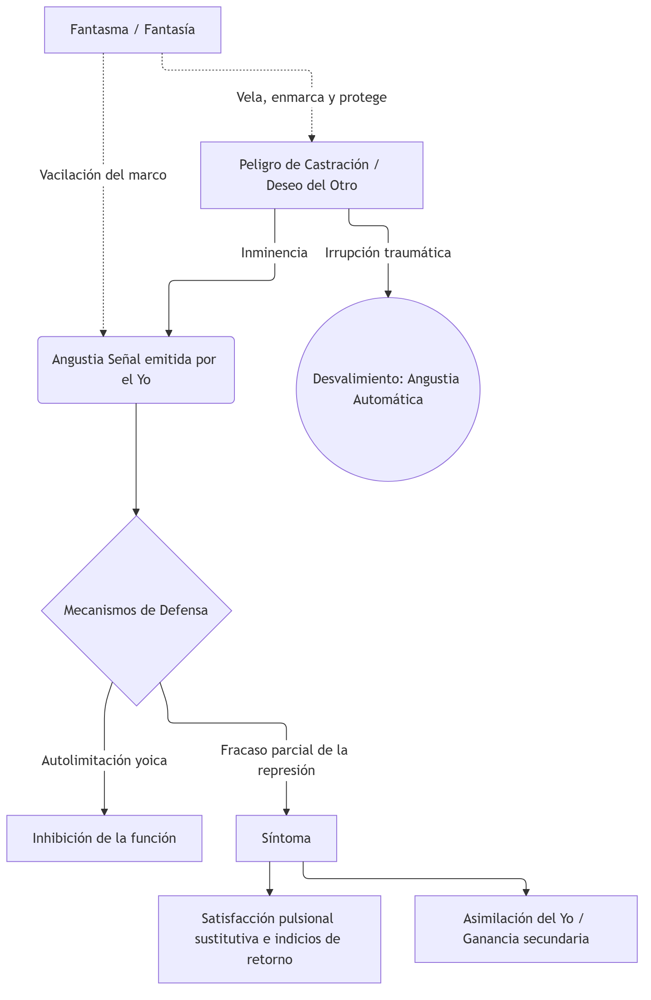 Fantasma / Fantasía
Vela, enmarca y protege
Peligro de Castración /
Deseo del Otro
Vacilación del marco
Inminencia
Irrupción traumática
Angustia Señal emitida por
el Yo
Desvalimiento: Angustia
Automática
Mecanismos de Defensa
Autolimitación yoica
Fracaso parcial de la
represión
Inhibición de la función
Síntoma
Satisfacción pulsional
sustitutiva e indicios de
retorno
Asimilación del Yo /
Ganancia secundaria